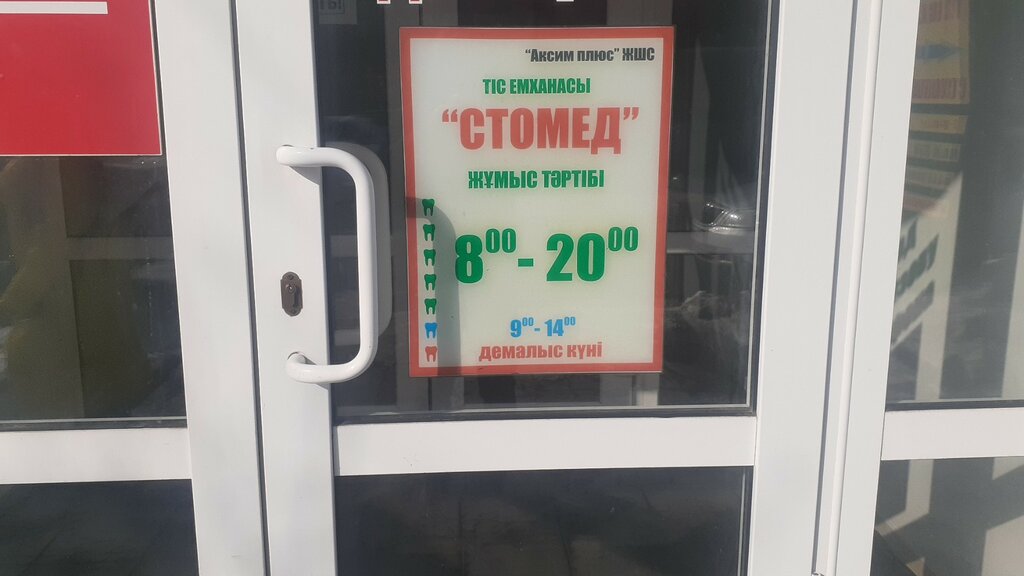 “Аксим плюс” ЖШС
ТІС ЕМХАНАСЫ
“СТОМЕД”
ЖҰМЫС ТӘРТІБІ
8⁰⁰- 20⁰⁰
9⁰⁰- 14⁰⁰
демалыс күні